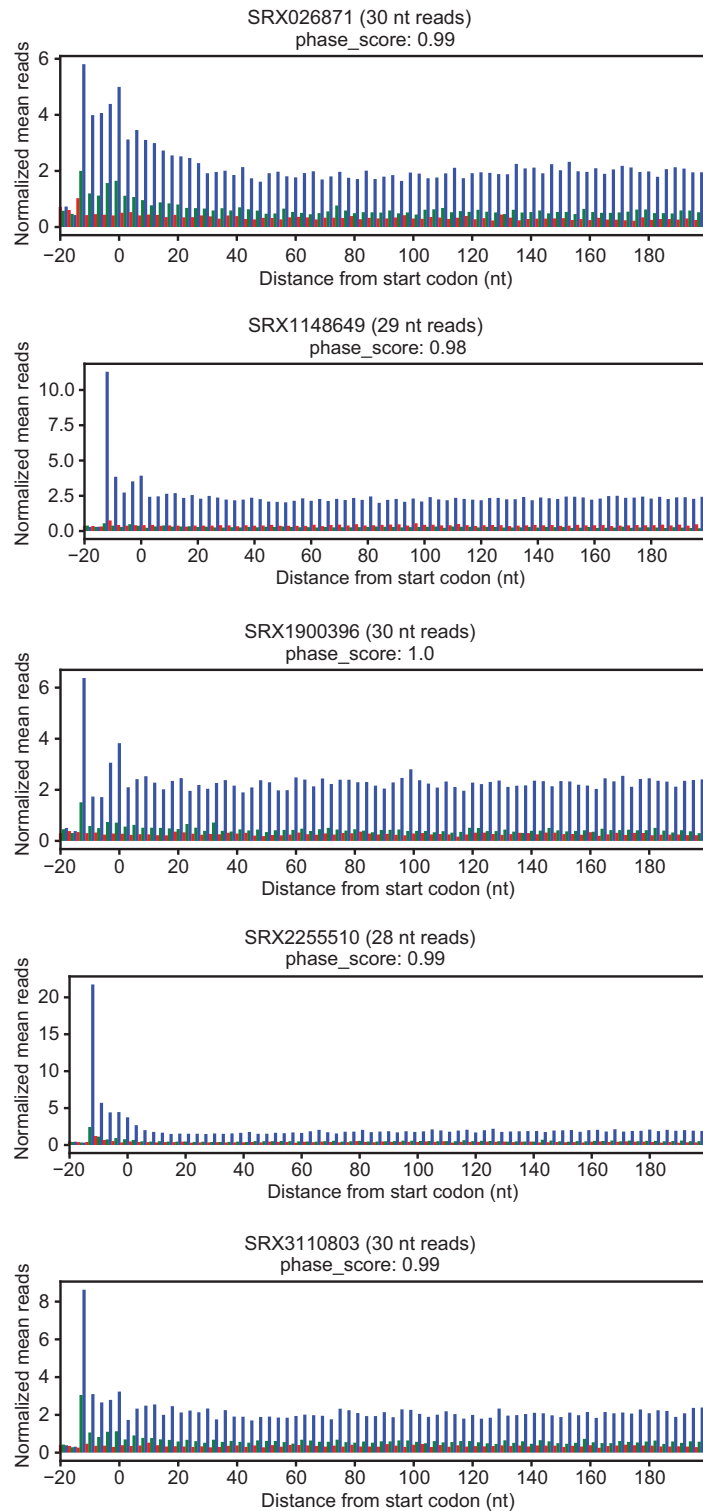 SRX026871 (30 nt reads)
phase_score: 0.99
Normalized mean reads
6
4
2
0
−20 0 20 40 60 80 100 120 140 160 180
Distance from start codon (nt)
SRX1148649 (29 nt reads)
phase_score: 0.98
Normalized mean reads
10.0
7.5
5.0
2.5
0.0
−20 0 20 40 60 80 100 120 140 160 180
Distance from start codon (nt)
SRX1900396 (30 nt reads)
phase_score: 1.0
Normalized mean reads
6
4
2
0
−20 0 20 40 60 80 100 120 140 160 180
Distance from start codon (nt)
SRX2255510 (28 nt reads)
phase_score: 0.99
Normalized mean reads
20
15
10
5
0
−20 0 20 40 60 80 100 120 140 160 180
Distance from start codon (nt)
SRX3110803 (30 nt reads)
phase_score: 0.99
Normalized mean reads
8
6
4
2
0
−20 0 20 40 60 80 100 120 140 160 180
Distance from start codon (nt)